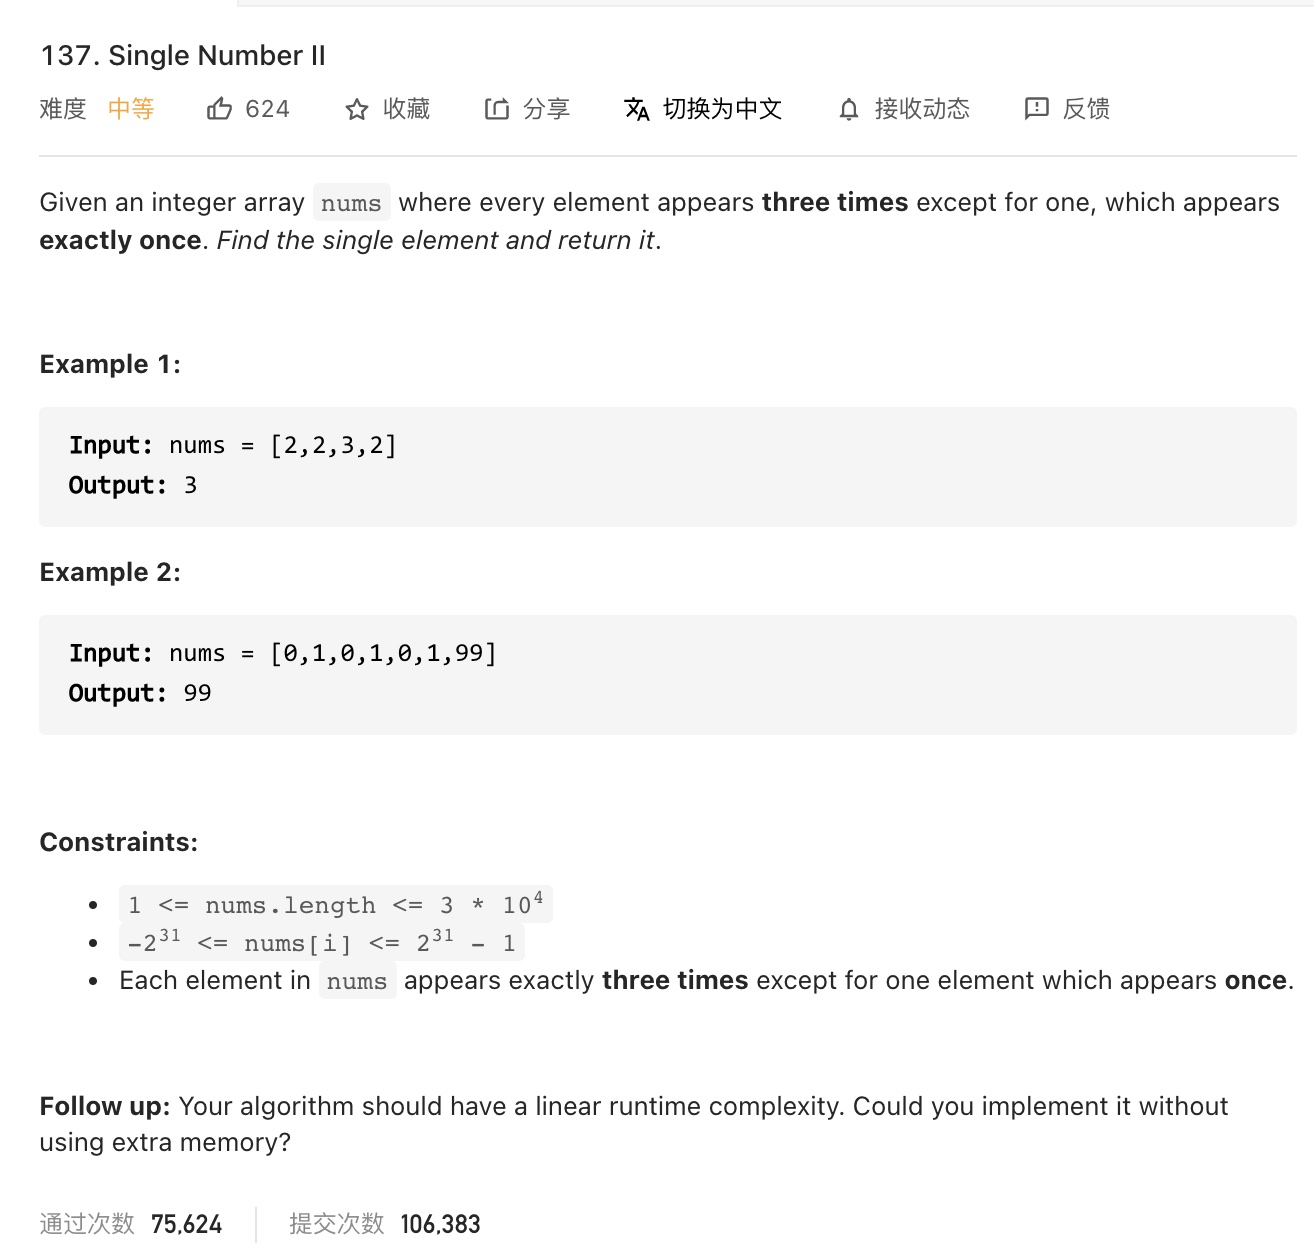 137. Single Number II
难度 中等 624 收藏 分享 切换为中文 接收动态 反馈
Given an integer array nums where every element appears three times except for one, which appears
exactly once. Find the single element and return it.
Example 1:
Input: nums = [2,2,3,2]
Output: 3
Example 2:
Input: nums = [0,1,0,1,0,1,99]
Output: 99
Constraints:
• 1 <= nums.length <= 3 * 10⁴
• -2³¹ <= nums[i] <= 2³¹ - 1
• Each element in nums appears exactly three times except for one element which appears once.
Follow up: Your algorithm should have a linear runtime complexity. Could you implement it without
using extra memory?
通过次数 75,624 提交次数 106,383